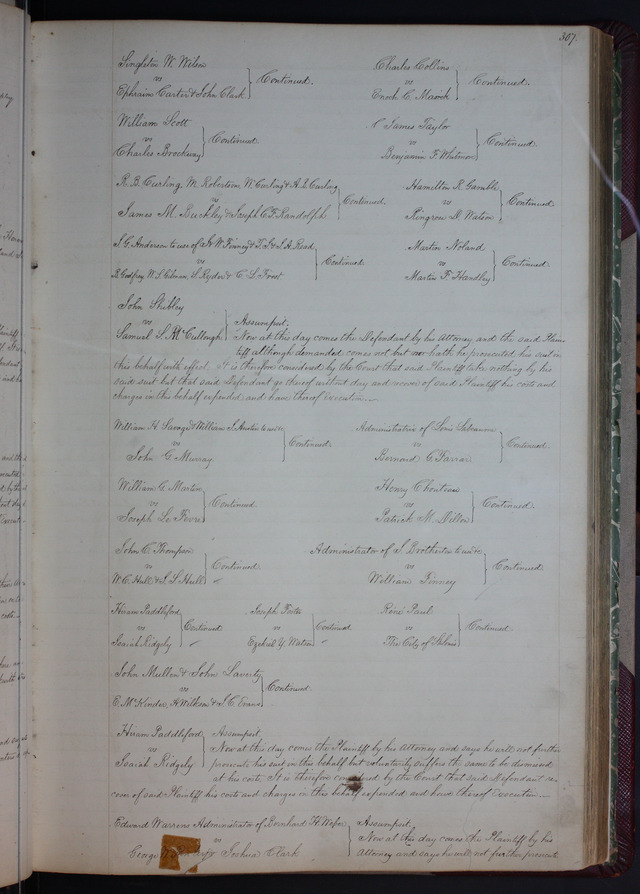 307.
Singleton W. Wilson
vs
Ephraim Carter & John Clark
Continued.
Charles Collins
vs
Enoch C. March
Continued.
William Scott
vs
Charles Brockway
Continued.
James Taylor
vs
Benjamin F. Whitmore
Continued.
R. B. Curling, M. Robertson, W. Curling & A. L. Curling
vs
James M. Buckley & Joseph C. F. Randolph
Continued.
Hamilton R. Gamble
vs
Ringrow D. Watson
Continued.
S. G. Anderson to use of J. W. Finney & T. S. & J. A. Read
vs
Godfrey, W. S. Gilman, S. Ryder & C. L. Frost
Continued
Martin Noland
vs
Martin F. Handley
Continued.
John Shibley
vs
Samuel S. McCullough
Assumpsit.
Now at this day comes the Defendant by his Attorney and the said Plain
tiff although demanded comes not but nor hath he prosecuted his suit in
this behalf with effect. It is therefore considered by the Court that said Plaintiff take nothing by his
said suit but that said Defendant go thereof without day and recover of said Plaintiff his costs and
charges in this behalf expended and have thereof Execution.
William H. Savage & William S. Austin to use &c
vs
John G. Murray
Continued.
Administratrix of Louis
vs
Bernard G. Farrar
Continued.
William C. Martin
vs
Joseph Le Fevre
Continued.
Henry Chouteau
vs
Patrick M. Dillon
Continued.
John C. Thompson
vs
W. C. Hull & L. S. Hull
Continued.
Administrator of S. Brotherton to use &c.
vs
William Finney
Continued.
Hiram Paddleford
vs
Isaiah Ridgely
Continued
Joseph Foster
vs
Ezekiel Y. Watson
Continued
René Paul
vs
The City of St Louis
Continued.
John Mullen & John Laverty
vs
E. McKinder, H. Wilkins & S. C. Evans
Continued.
Hiram Paddleford
vs
Isaiah Ridgely
Assumpsit,
Now at this day comes the Plaintiff by his Attorney and says he will not further
prosecute his suit in this behalf but voluntarily suffers the same to be dismissed
at his costs, It is therefore considered by the Court that said Defendant re
cover of said Plaintiff his costs and charges in this behalf expended and have thereof Execution.
Edward Warrens Administrator of Bernhard H.
vs
George & Joshua Clark
Assumpsit,
Now at this day comes the Plaintiff by his
Attorney and says he will not further prosecute